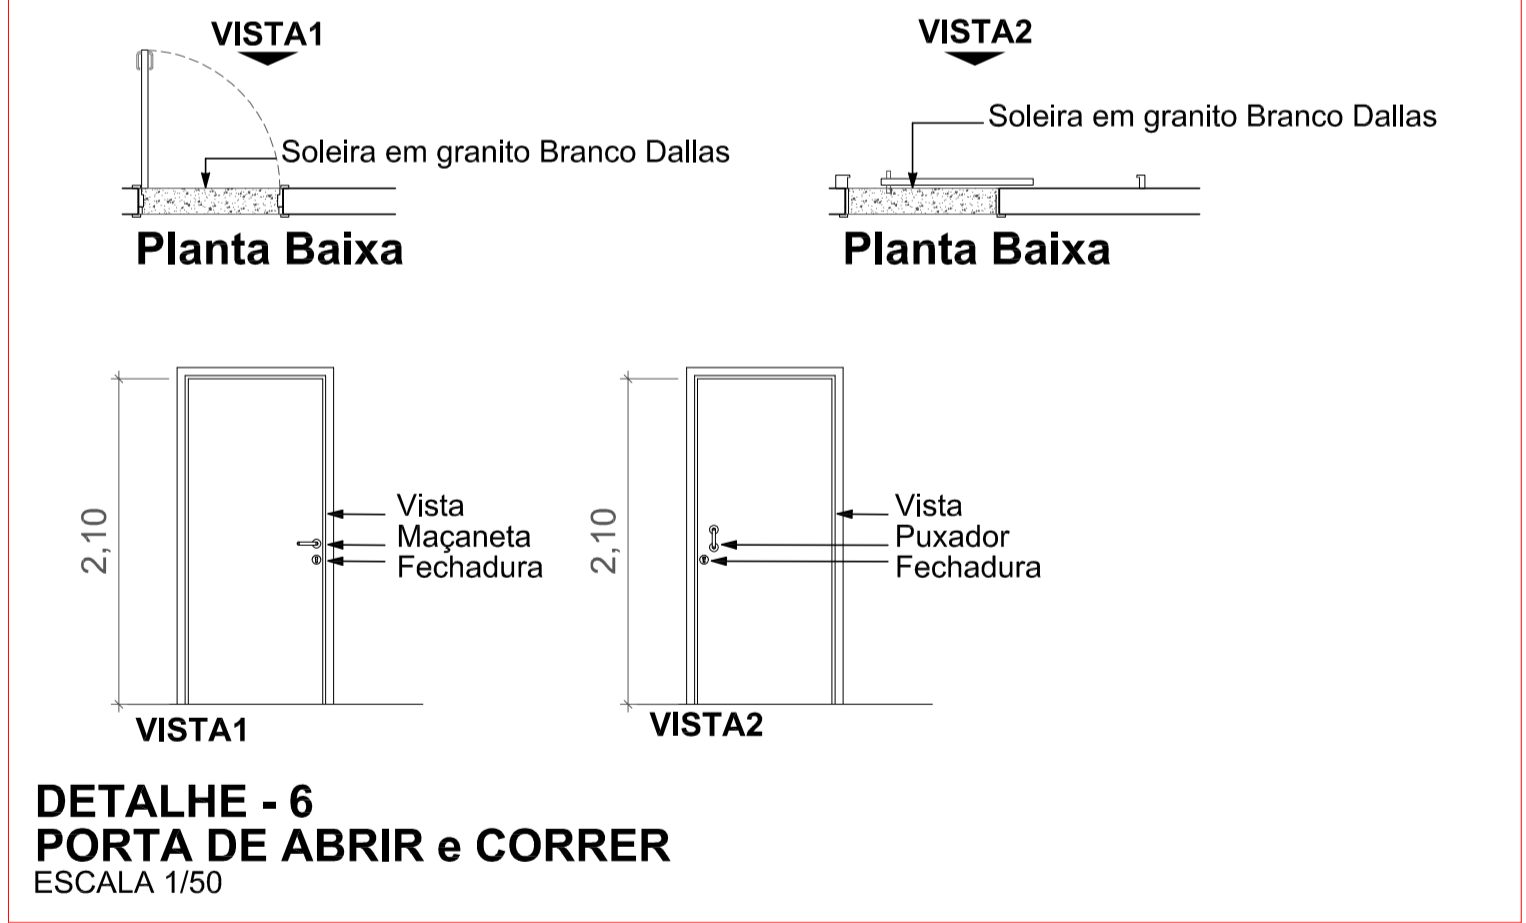 VISTA1
Soleira em granito Branco Dallas
Planta Baixa
VISTA2
Soleira em granito Branco Dallas
Planta Baixa
2,10
Vista
Maçaneta
Fechadura
VISTA1
2,10
Vista
Puxador
Fechadura
VISTA2
DETALHE - 6
PORTA DE ABRIR e CORRER
ESCALA 1/50